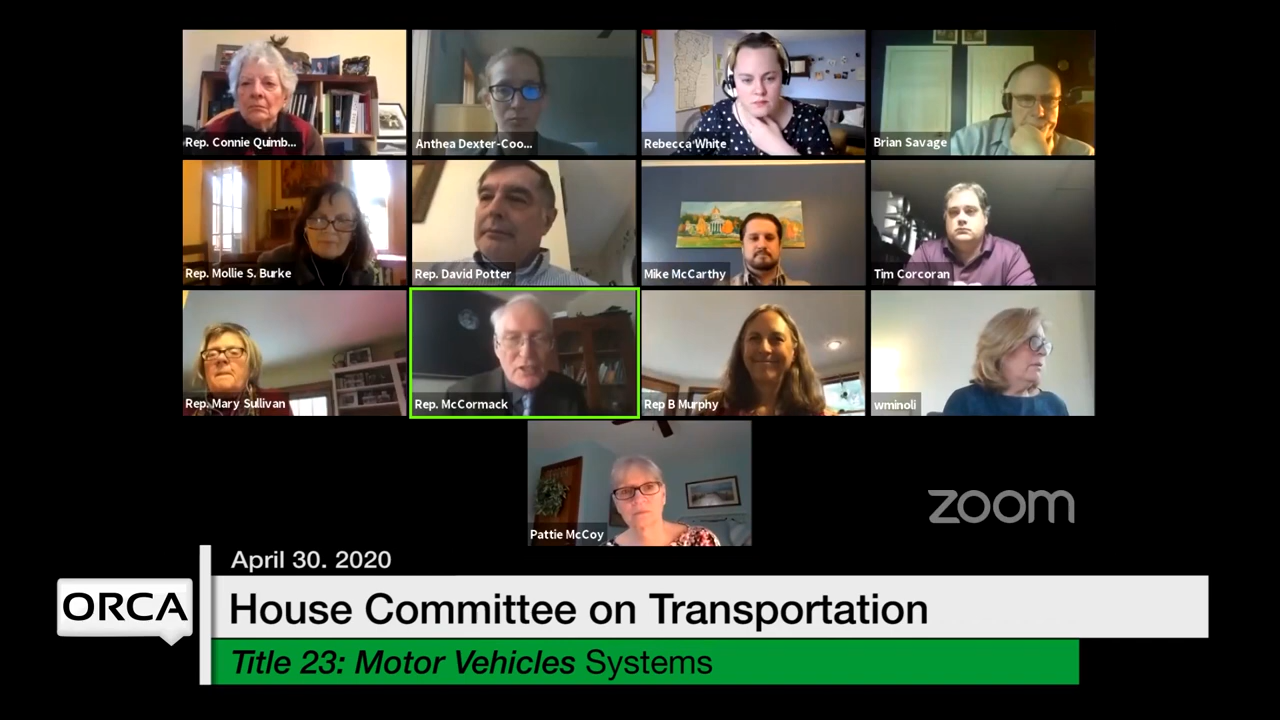 Rep. Connie Quimb...
Anthea Dexter-Coo...
Rebecca White
Brian Savage
Rep. Mollie S. Burke
Rep. David Potter
Mike McCarthy
Tim Corcoran
Rep. Mary Sullivan
Rep. McCormack
Rep B Murphy
wminoli
Pattie McCoy
zoom
April 30. 2020
ORCA
House Committee on Transportation
Title 23: Motor Vehicles Systems